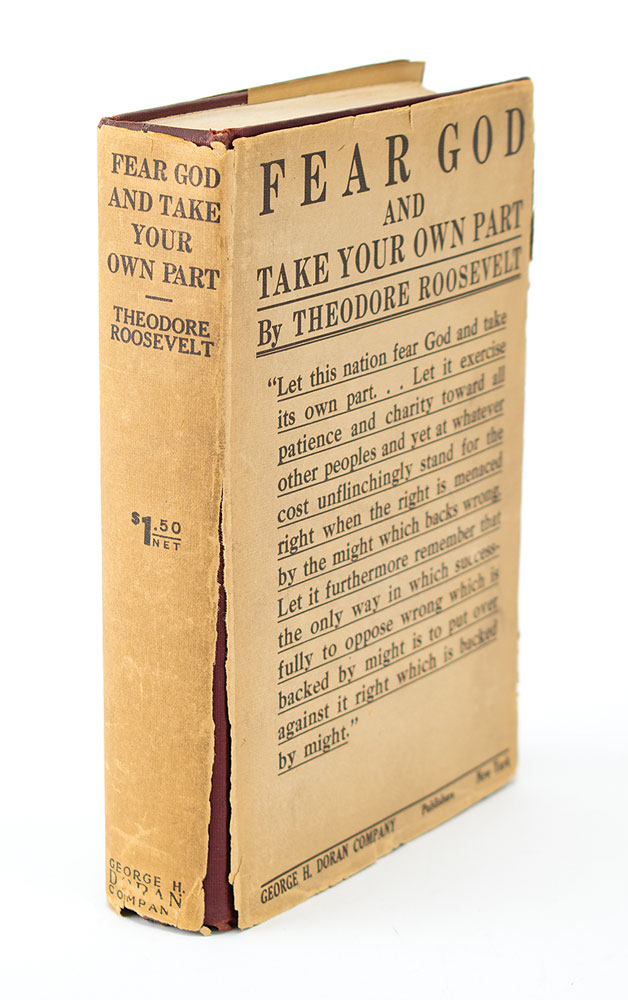 FEAR GOD
AND TAKE
YOUR
OWN PART
THEODORE
ROOSEVELT
$1.50
NET
GEORGE H.
DORAN
COMPAN
FEAR GOD
AND
TAKE YOUR OWN PART
By THEODORE ROOSEVELT
"Let this nation fear God and take
its own part. . . Let it exercise
patience and charity toward all
other peoples and yet at whatever
cost unflinchingly stand for the
right when the right is menaced
by the might which backs wrong.
Let it furthermore remember that
the only way in which success-
fully to oppose wrong which is
backed by might is to put over
against it right which is backed
by might."
GEORGE H. DORAN COMPANY Publishers New York